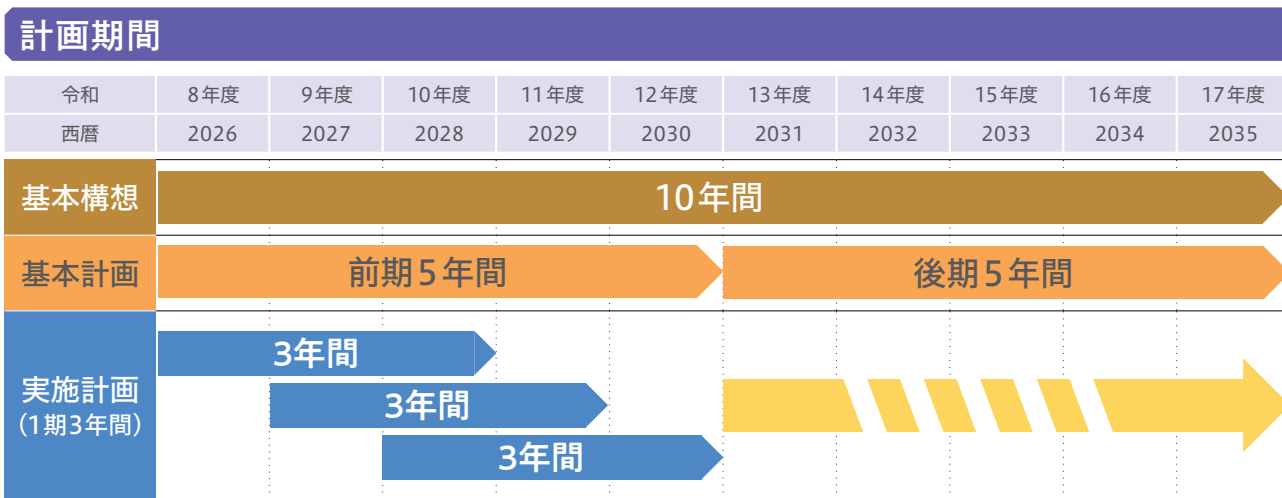 計画期間
令和 8年度 9年度 10年度 11年度 12年度 13年度 14年度 15年度 16年度 17年度
西暦 2026 2027 2028 2029 2030 2031 2032 2033 2034 2035
基本構想 10年間
基本計画 前期5年間 後期5年間
実施計画
(1期3年間)
3年間
3年間
3年間